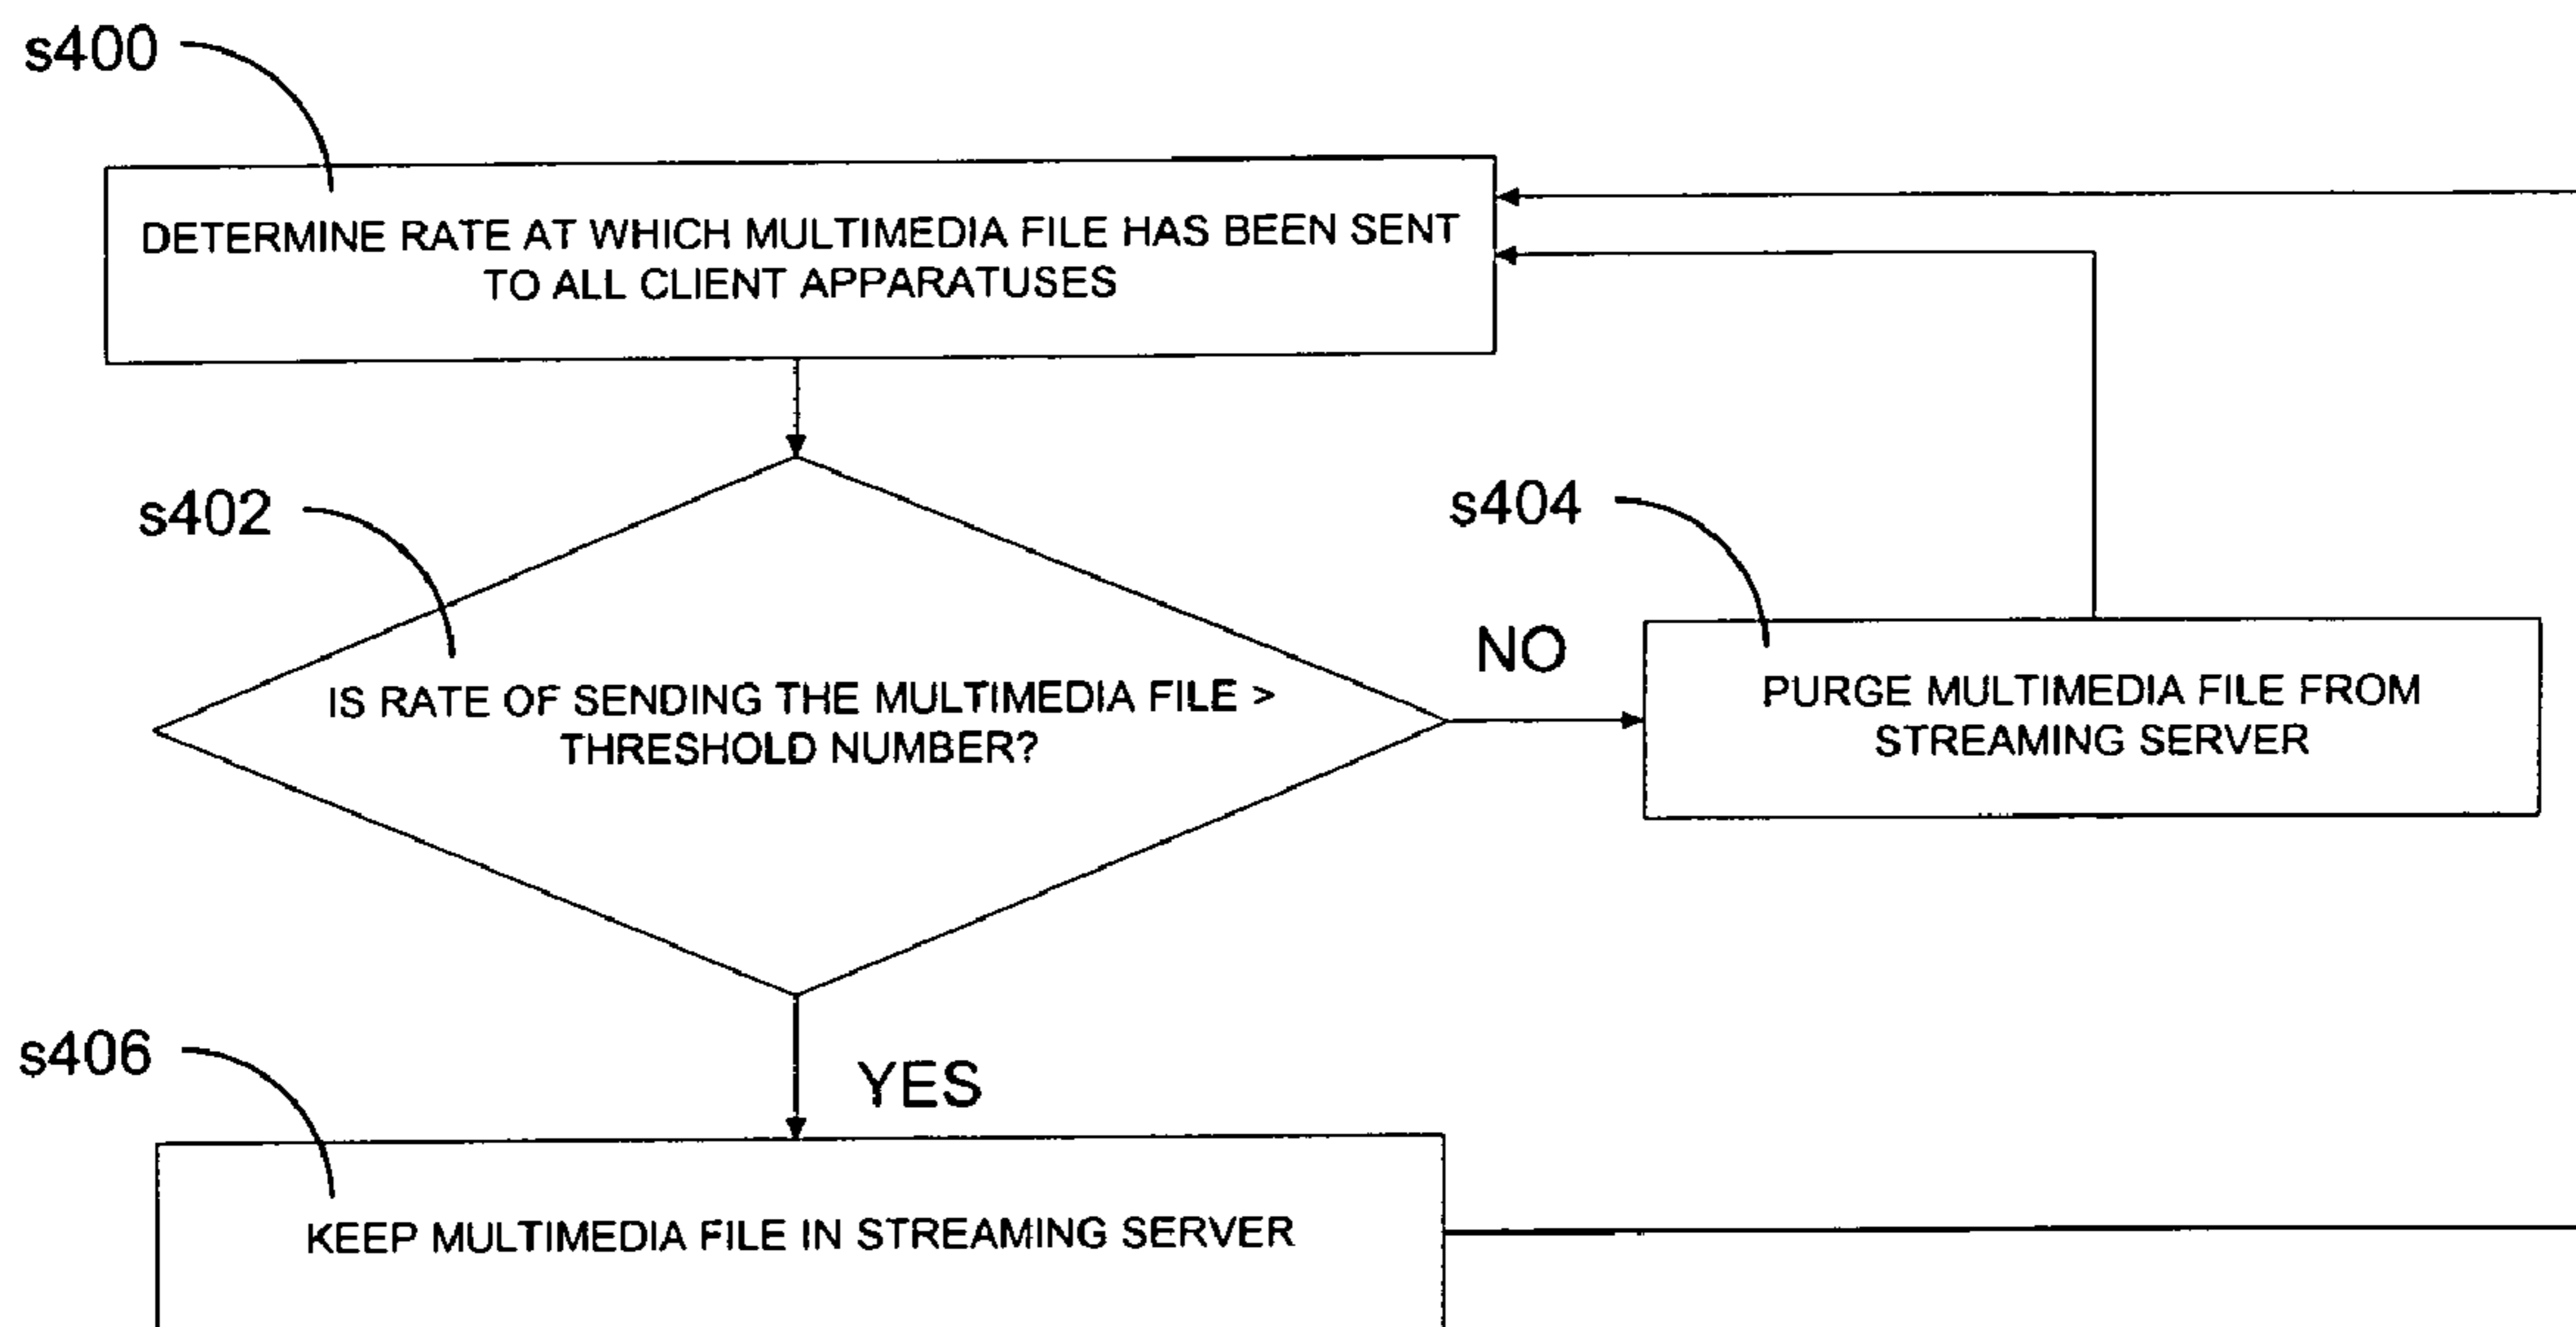 s400
DETERMINE RATE AT WHICH MULTIMEDIA FILE HAS BEEN SENT
TO ALL CLIENT APPARATUSES
s402
IS RATE OF SENDING THE MULTIMEDIA FILE >
THRESHOLD NUMBER?
NO
s404
PURGE MULTIMEDIA FILE FROM
STREAMING SERVER
YES
s406
KEEP MULTIMEDIA FILE IN STREAMING SERVER